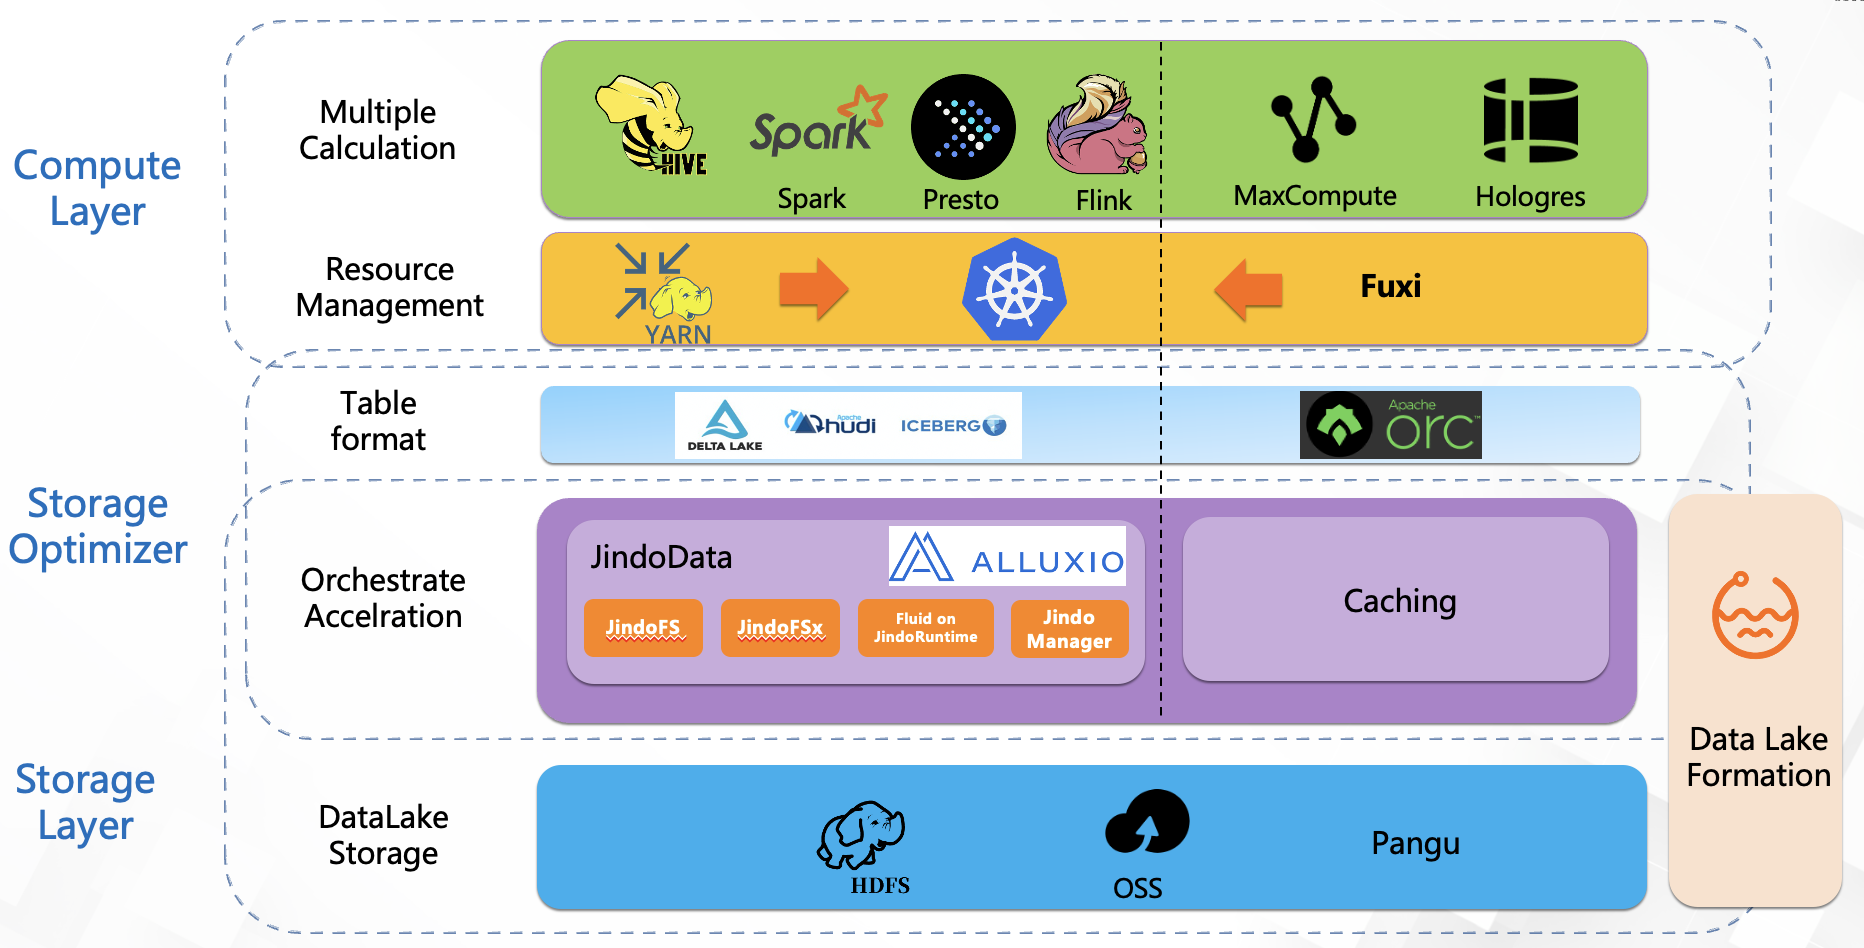 Compute
Layer
Multiple
Calculation
HIVE
Spark
Spark
Presto
Flink
MaxCompute
Hologres
Resource
Management
YARN
Fuxi
Table
format
DELTA LAKE
Apache
hudi
ICEBERG
Apache
orc™
Storage
Optimizer
Orchestrate
Accelration
JindoData
ALLUXIO
JindoFS
JindoFSx
Fluid on
JindoRuntime
Jindo
Manager
Caching
Data Lake
Formation
Storage
Layer
DataLake
Storage
HDFS
OSS
Pangu